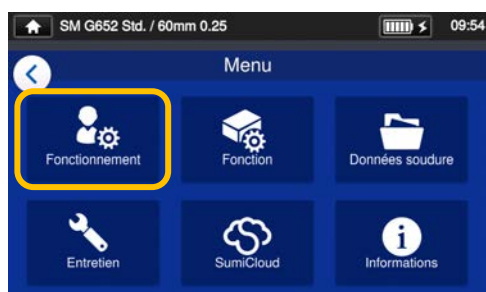 SM G652 Std. / 60mm 0.25 09:54
Menu
Fonctionnement Fonction Données soudure
Entretien SumiCloud Informations